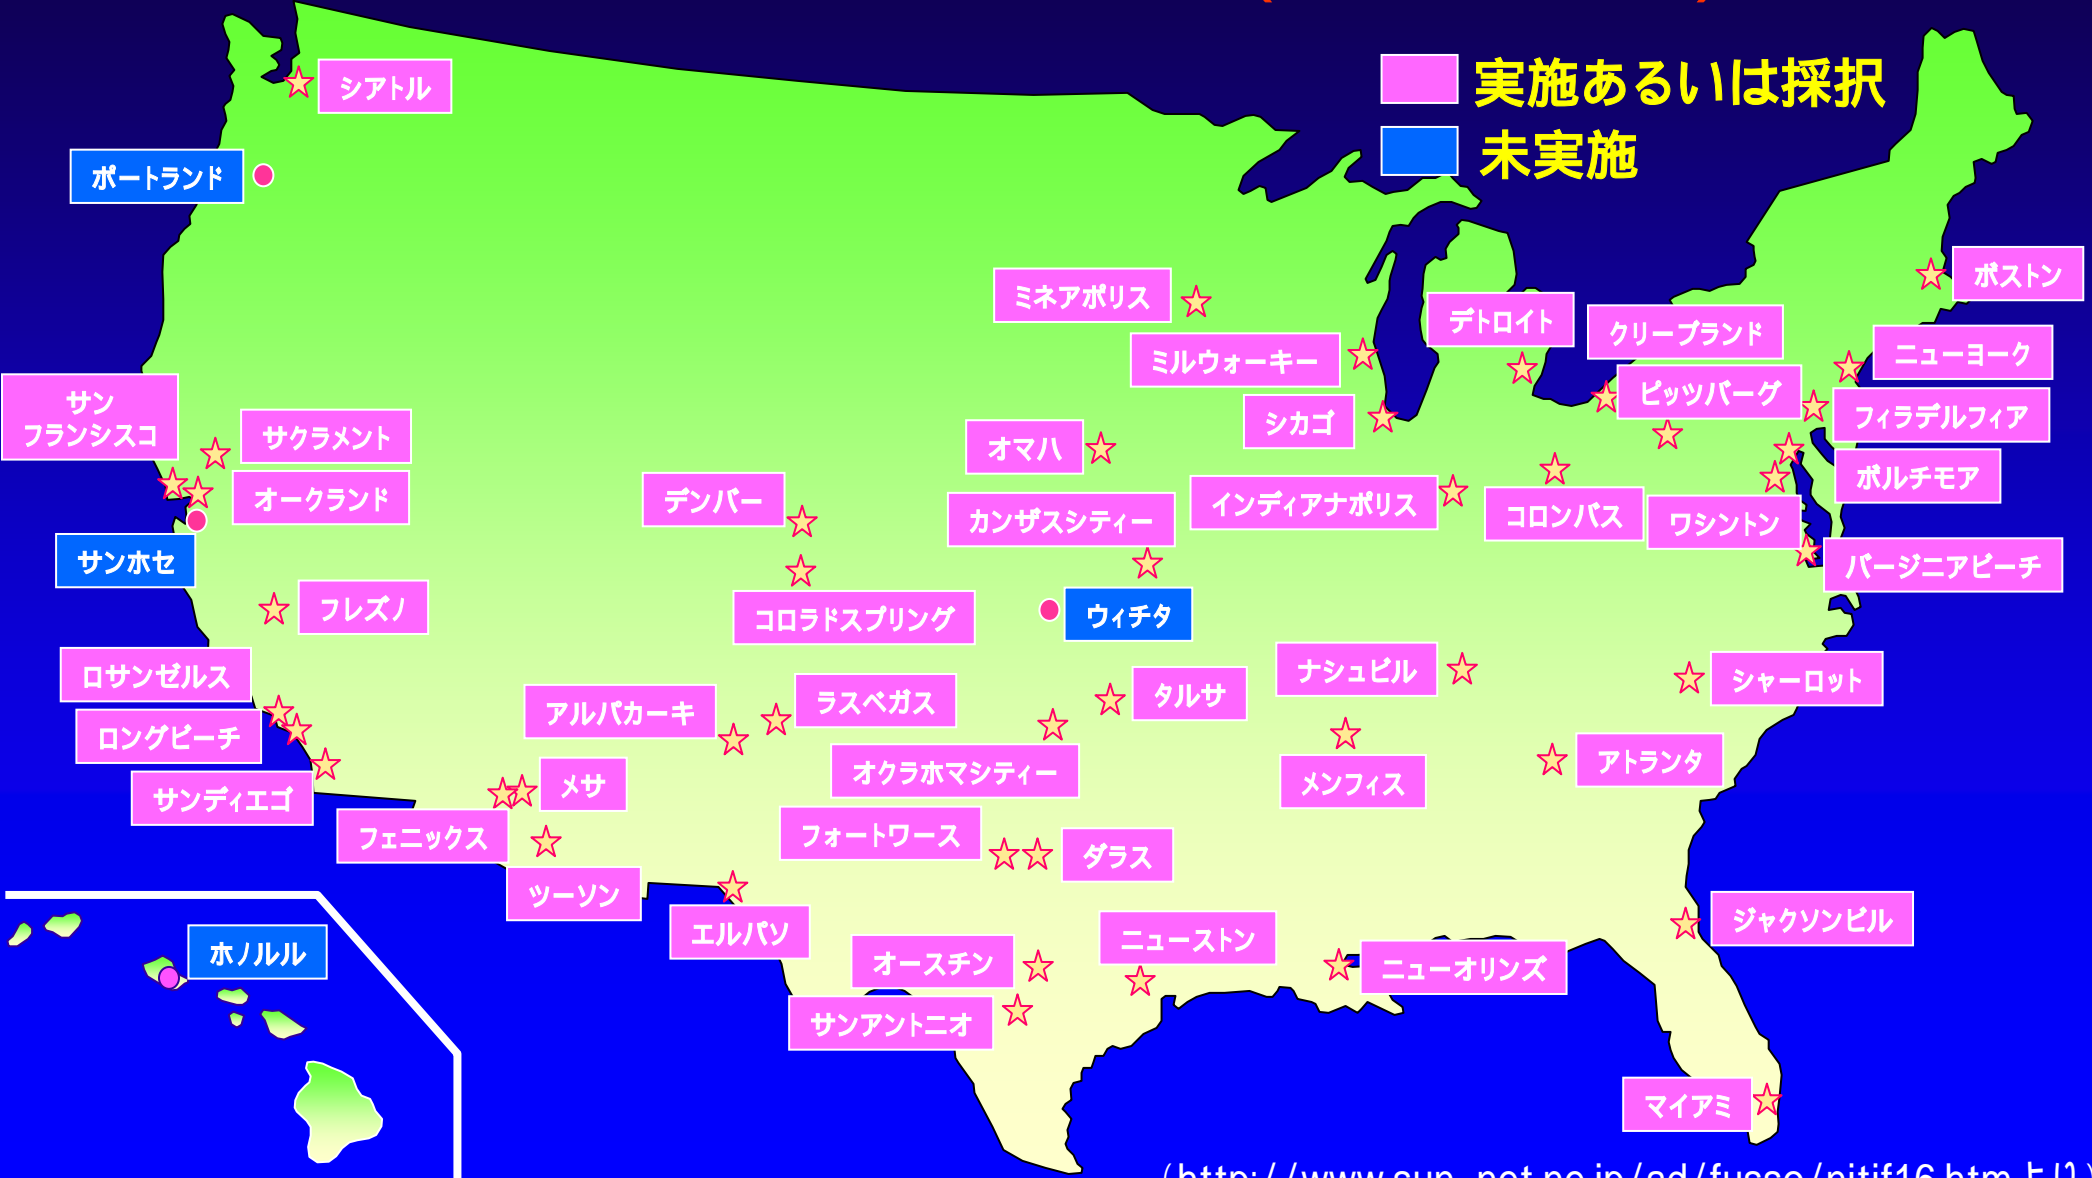 実施あるいは採択
未実施
シアトル
ポートランド
ボストン
ミネアポリス
デトロイト
クリーブランド
ニューヨーク
ミルウォーキー
ピッツバーグ
フィラデルフィア
シカゴ
サン
フランシスコ
サクラメント
オマハ
オークランド
デンバー
カンザスシティー
インディアナポリス
コロンバス
ワシントン
ボルチモア
サンホセ
バージニアビーチ
フレズノ
コロラドスプリング
ウィチタ
ロサンゼルス
ナシュビル
シャーロット
アルバカーキ
ラスベガス
タルサ
ロングビーチ
オクラホマシティー
メンフィス
アトランタ
サンディエゴ
メサ
フェニックス
フォートワース
ダラス
ツーソン
エルパソ
ジャクソンビル
ホノルル
オースチン
ニューストン
ニューオリンズ
サンアントニオ
マイアミ